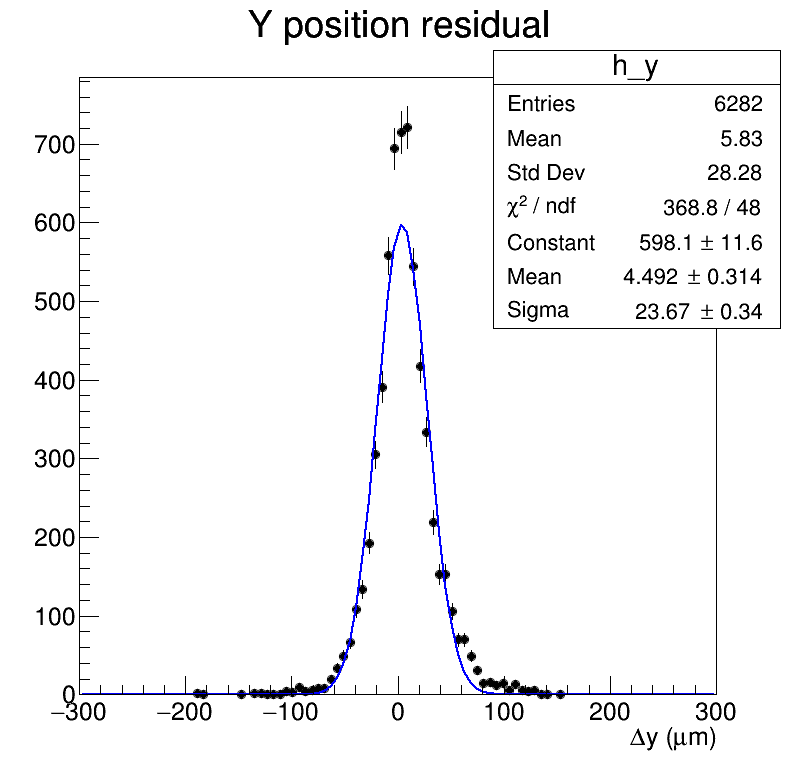 Y position residual
h_y
Entries 6282
Mean 5.83
Std Dev 28.28
χ² / ndf 368.8 / 48
Constant 598.1 ± 11.6
Mean 4.492 ± 0.314
Sigma 23.67 ± 0.34
700
600
500
400
300
200
100
0
−300 −200 −100 0 100 200 300
Δy (μm)